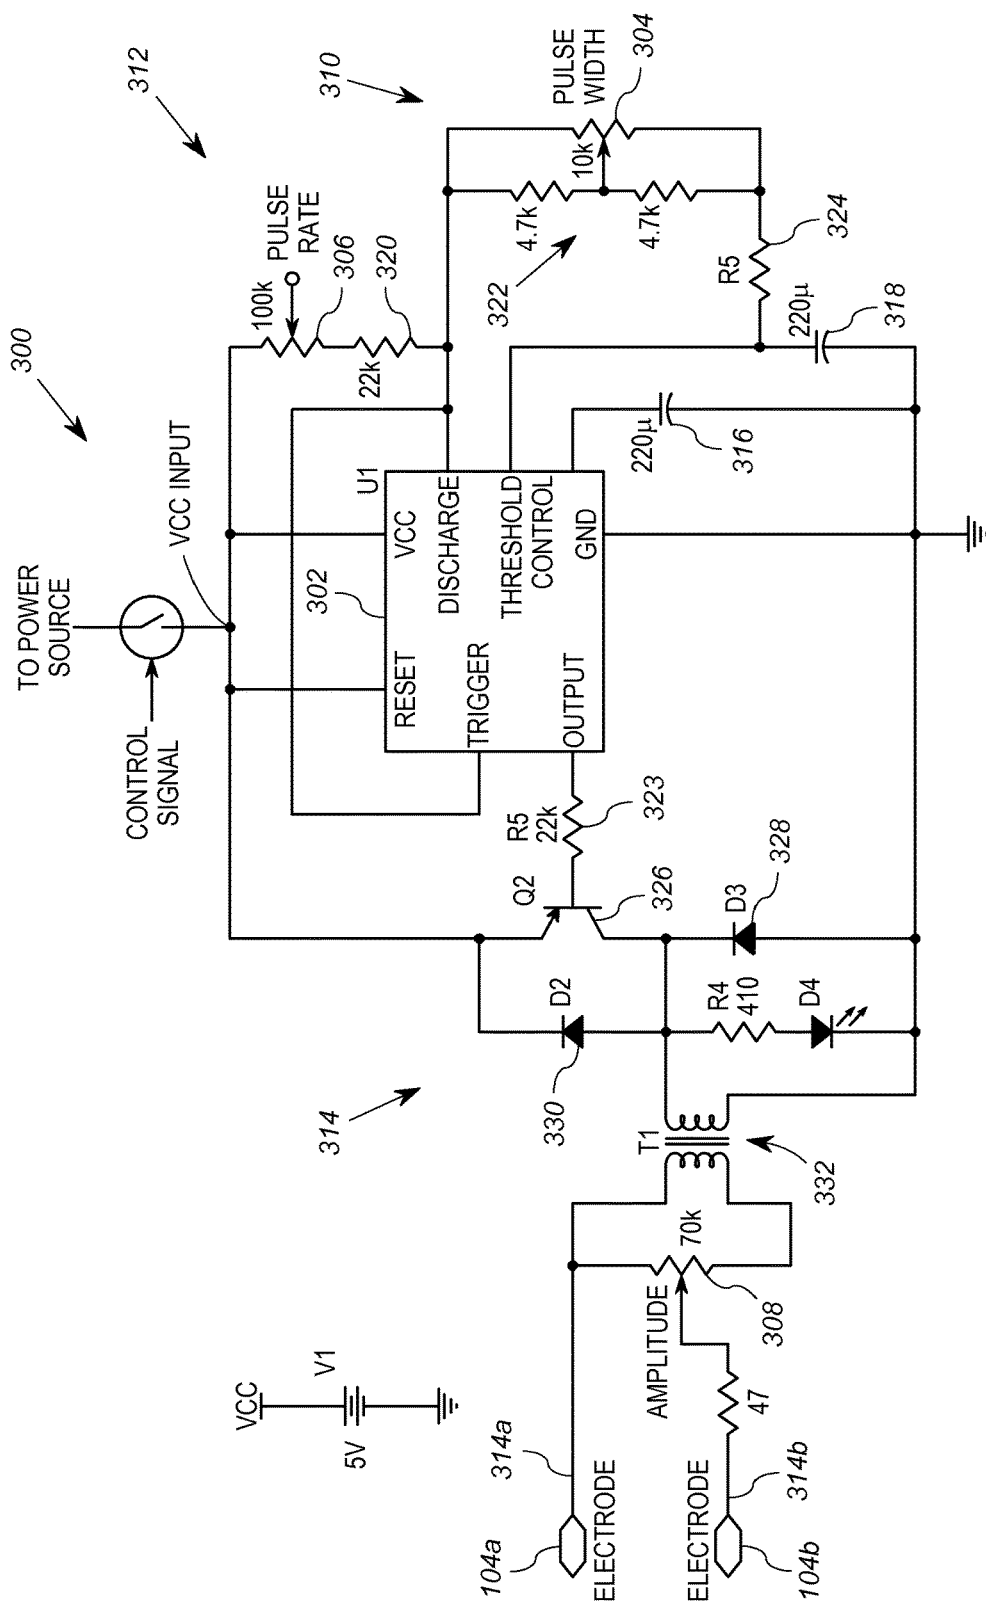 300
312
310
TO POWER
SOURCE
CONTROL
SIGNAL
VCC INPUT
100k
PULSE
RATE
306
320
22k
PULSE
WIDTH
304
10k
4.7k
4.7k
322
R5
324
220µ
318
220µ
316
U1
302
RESET
VCC
TRIGGER
DISCHARGE
THRESHOLD
CONTROL
OUTPUT
GND
R5
22k
323
Q2
326
D2
330
D3
328
R4
410
D4
314
T1
332
70k
AMPLITUDE
308
47
VCC
V1
5V
314a
314b
104a
ELECTRODE
ELECTRODE
104b